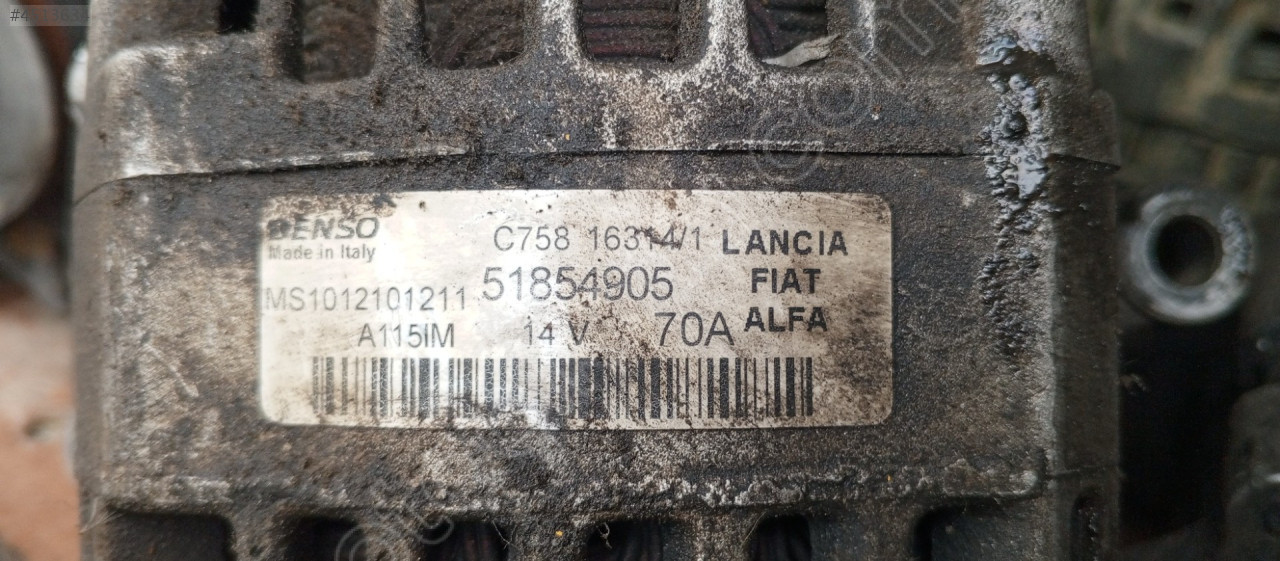 DENSO
Made in Italy
C758 16314/1
51854905
MS1012101211
A115IM 14 V 70A
LANCIA
FIAT
ALFA